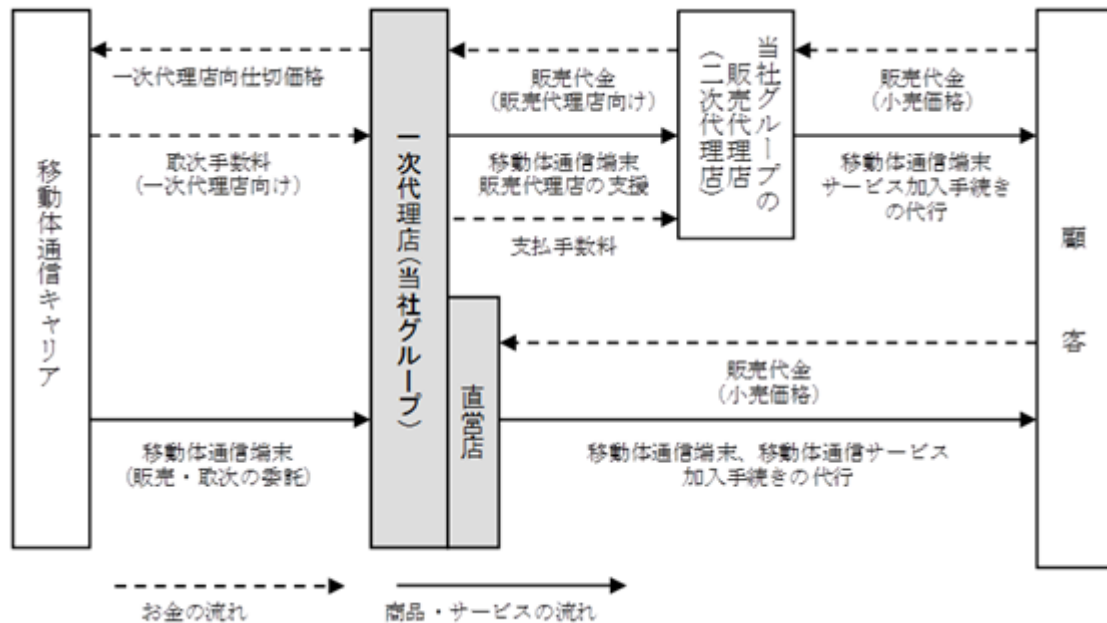 移動体通信キャリア
一次代理店向仕切価格
取次手数料
（一次代理店向け）
移動体通信端末
（販売・取次の委託）
一次代理店（当社グループ）
直営店
販売代金
（販売代理店向け）
移動体通信端末
販売代理店の支援
支払手数料
当社グループの
販売代理店
（二次代理店）
販売代金
（小売価格）
移動体通信端末
サービス加入手続き
の代行
販売代金
（小売価格）
移動体通信端末、移動体通信サービス
加入手続きの代行
顧客
お金の流れ
商品・サービスの流れ